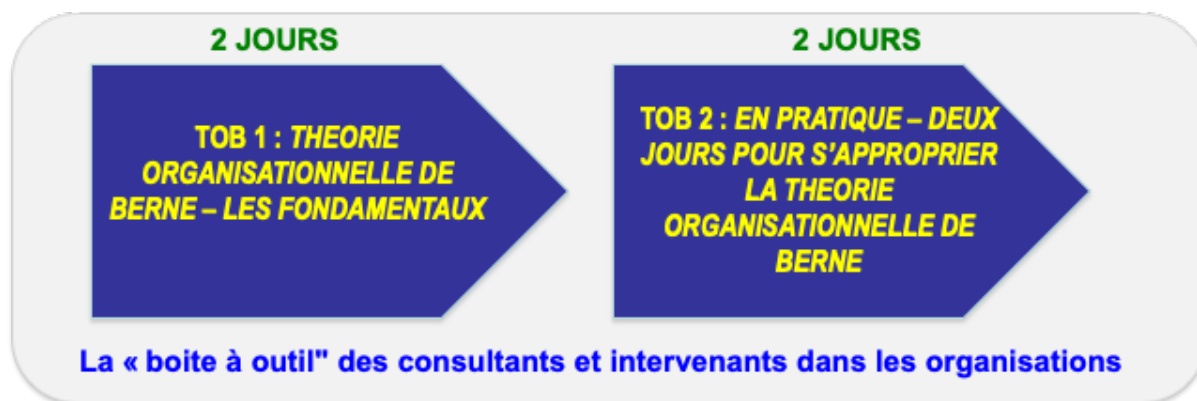 2 JOURS
TOB 1 : THEORIE
ORGANISATIONNELLE DE
BERNE – LES FONDAMENTAUX
2 JOURS
TOB 2 : EN PRATIQUE – DEUX
JOURS POUR S’APPROPRIER
LA THEORIE
ORGANISATIONNELLE DE
BERNE
La « boite à outil" des consultants et intervenants dans les organisations